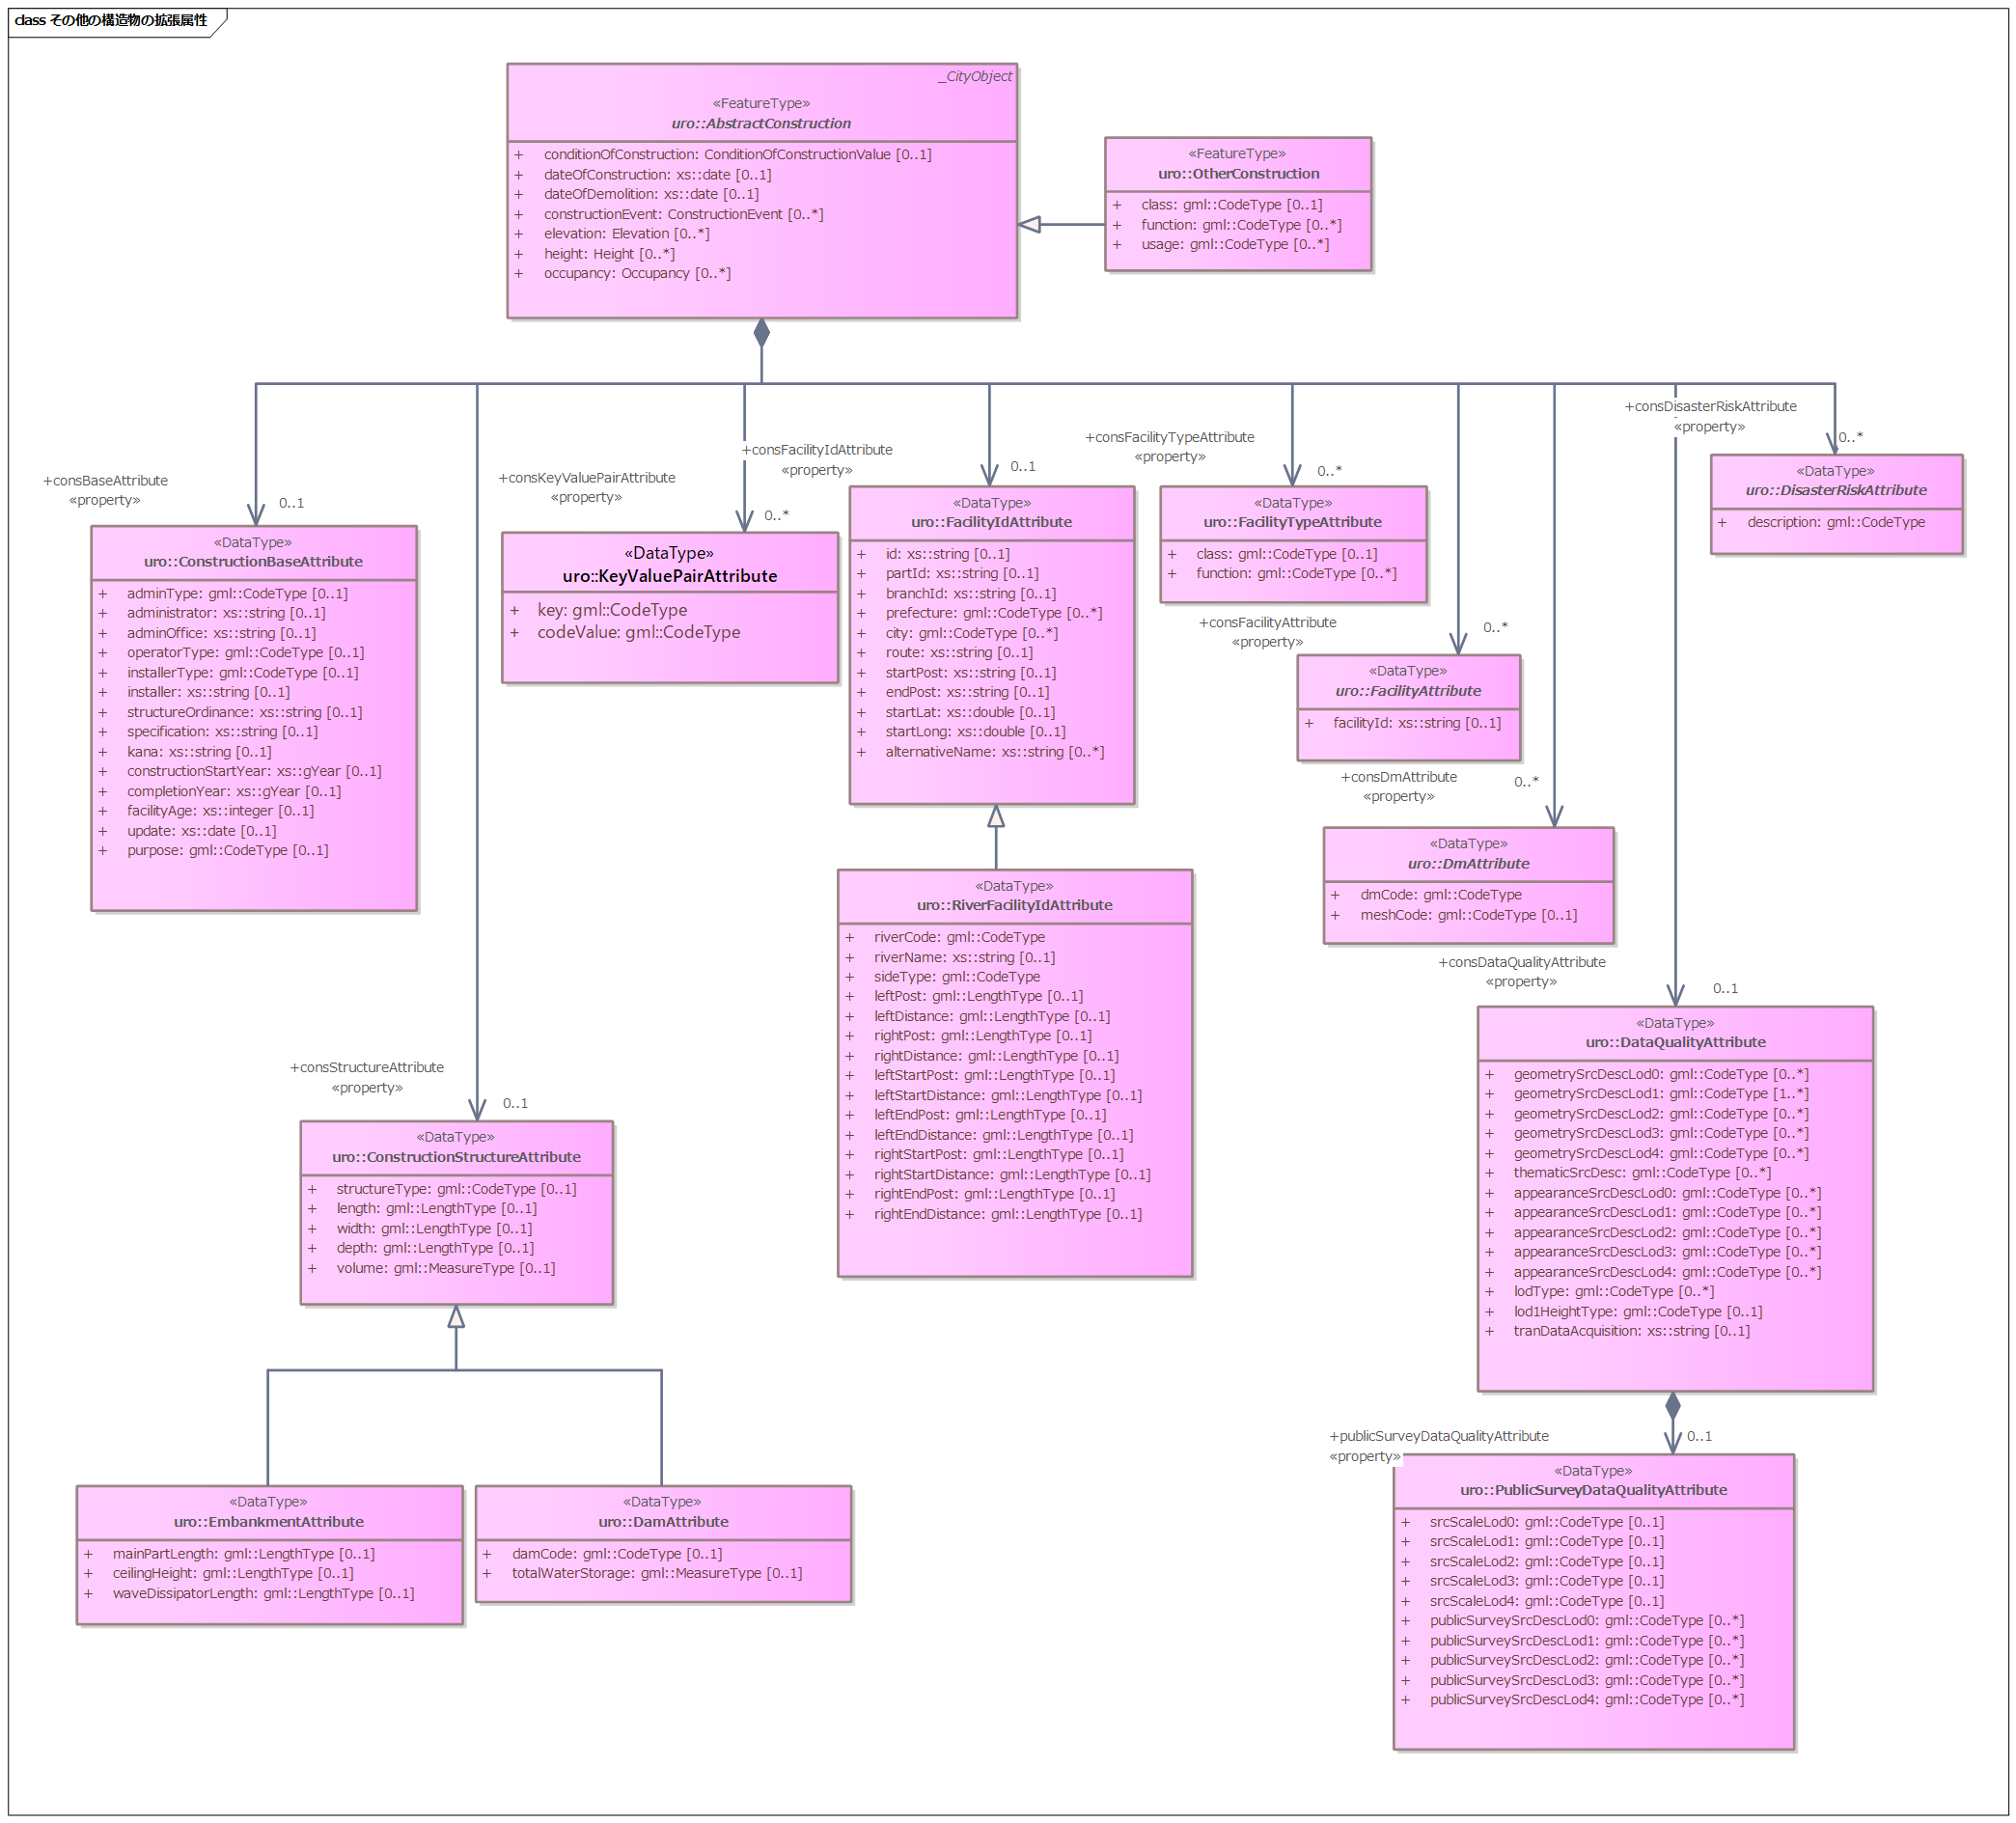 class その他の構造物の拡張属性
_CityObject
«FeatureType»
uro::AbstractConstruction
+ conditionOfConstruction: ConditionOfConstructionValue [0..1]
+ dateOfConstruction: xs::date [0..1]
+ dateOfDemolition: xs::date [0..1]
+ constructionEvent: ConstructionEvent [0..*]
+ elevation: Elevation [0..*]
+ height: Height [0..*]
+ occupancy: Occupancy [0..*]
«FeatureType»
uro::OtherConstruction
+ class: gml::CodeType [0..1]
+ function: gml::CodeType [0..*]
+ usage: gml::CodeType [0..*]
+consBaseAttribute
«property»
0..1
+consKeyValuePairAttribute
«property»
0..*
+consFacilityIdAttribute
«property»
0..1
+consFacilityTypeAttribute
«property»
0..*
+consDisasterRiskAttribute
«property»
0..*
«DataType»
uro::DisasterRiskAttribute
+ description: gml::CodeType
«DataType»
uro::ConstructionBaseAttribute
+ adminType: gml::CodeType [0..1]
+ administrator: xs::string [0..1]
+ adminOffice: xs::string [0..1]
+ operatorType: gml::CodeType [0..1]
+ installerType: gml::CodeType [0..1]
+ installer: xs::string [0..1]
+ structureOrdinance: xs::string [0..1]
+ specification: xs::string [0..1]
+ kana: xs::string [0..1]
+ constructionStartYear: xs::gYear [0..1]
+ completionYear: xs::gYear [0..1]
+ facilityAge: xs::integer [0..1]
+ update: xs::date [0..1]
+ purpose: gml::CodeType [0..1]
«DataType»
uro::KeyValuePairAttribute
+ key: gml::CodeType
+ codeValue: gml::CodeType
«DataType»
uro::FacilityIdAttribute
+ id: xs::string [0..1]
+ partId: xs::string [0..1]
+ branchId: xs::string [0..1]
+ prefecture: gml::CodeType [0..*]
+ city: gml::CodeType [0..*]
+ route: xs::string [0..1]
+ startPost: xs::string [0..1]
+ endPost: xs::string [0..1]
+ startLat: xs::double [0..1]
+ startLong: xs::double [0..1]
+ alternativeName: xs::string [0..*]
«DataType»
uro::FacilityTypeAttribute
+ class: gml::CodeType [0..1]
+ function: gml::CodeType [0..*]
+consFacilityAttribute
«property»
0..*
«DataType»
uro::FacilityAttribute
+ facilityId: xs::string [0..1]
+consDmAttribute
«property»
0..*
«DataType»
uro::DmAttribute
+ dmCode: gml::CodeType
+ meshCode: gml::CodeType [0..1]
«DataType»
uro::RiverFacilityIdAttribute
+ riverCode: gml::CodeType
+ riverName: xs::string [0..1]
+ sideType: gml::CodeType
+ leftPost: gml::LengthType [0..1]
+ leftDistance: gml::LengthType [0..1]
+ rightPost: gml::LengthType [0..1]
+ rightDistance: gml::LengthType [0..1]
+ leftStartPost: gml::LengthType [0..1]
+ leftStartDistance: gml::LengthType [0..1]
+ leftEndPost: gml::LengthType [0..1]
+ leftEndDistance: gml::LengthType [0..1]
+ rightStartPost: gml::LengthType [0..1]
+ rightStartDistance: gml::LengthType [0..1]
+ rightEndPost: gml::LengthType [0..1]
+ rightEndDistance: gml::LengthType [0..1]
+consDataQualityAttribute
«property»
0..1
«DataType»
uro::DataQualityAttribute
+ geometrySrcDescLod0: gml::CodeType [0..*]
+ geometrySrcDescLod1: gml::CodeType [1..*]
+ geometrySrcDescLod2: gml::CodeType [0..*]
+ geometrySrcDescLod3: gml::CodeType [0..*]
+ geometrySrcDescLod4: gml::CodeType [0..*]
+ thematicSrcDesc: gml::CodeType [0..*]
+ appearanceSrcDescLod0: gml::CodeType [0..*]
+ appearanceSrcDescLod1: gml::CodeType [0..*]
+ appearanceSrcDescLod2: gml::CodeType [0..*]
+ appearanceSrcDescLod3: gml::CodeType [0..*]
+ appearanceSrcDescLod4: gml::CodeType [0..*]
+ lodType: gml::CodeType [0..*]
+ lod1HeightType: gml::CodeType [0..1]
+ tranDataAcquisition: xs::string [0..1]
+consStructureAttribute
«property»
0..1
«DataType»
uro::ConstructionStructureAttribute
+ structureType: gml::CodeType [0..1]
+ length: gml::LengthType [0..1]
+ width: gml::LengthType [0..1]
+ depth: gml::LengthType [0..1]
+ volume: gml::MeasureType [0..1]
«DataType»
uro::EmbankmentAttribute
+ mainPartLength: gml::LengthType [0..1]
+ ceilingHeight: gml::LengthType [0..1]
+ waveDissipatorLength: gml::LengthType [0..1]
«DataType»
uro::DamAttribute
+ damCode: gml::CodeType [0..1]
+ totalWaterStorage: gml::MeasureType [0..1]
+publicSurveyDataQualityAttribute
«property»
0..1
«DataType»
uro::PublicSurveyDataQualityAttribute
+ srcScaleLod0: gml::CodeType [0..1]
+ srcScaleLod1: gml::CodeType [0..1]
+ srcScaleLod2: gml::CodeType [0..1]
+ srcScaleLod3: gml::CodeType [0..1]
+ srcScaleLod4: gml::CodeType [0..1]
+ publicSurveySrcDescLod0: gml::CodeType [0..*]
+ publicSurveySrcDescLod1: gml::CodeType [0..*]
+ publicSurveySrcDescLod2: gml::CodeType [0..*]
+ publicSurveySrcDescLod3: gml::CodeType [0..*]
+ publicSurveySrcDescLod4: gml::CodeType [0..*]